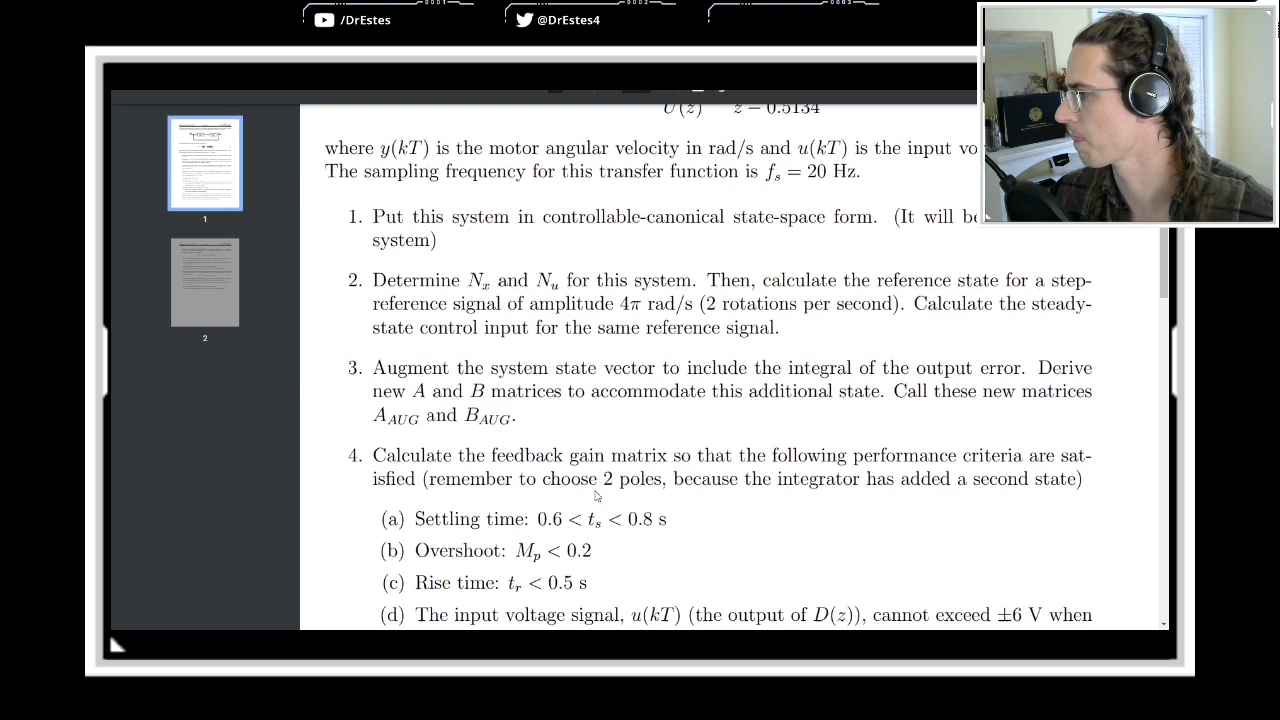 0001 0002 0003
/DrEstes @DrEstes4
U(z) z − 0.5134
where y(kT) is the motor angular velocity in rad/s and u(kT) is the input
The sampling frequency for this transfer function is fs = 20 Hz.
1. Put this system in controllable-canonical state-space form. (It will be
system)
2. Determine Nx and Nu for this system. Then, calculate the reference state for a step-
reference signal of amplitude 4π rad/s (2 rotations per second). Calculate the steady-
state control input for the same reference signal.
3. Augment the system state vector to include the integral of the output error. Derive
new A and B matrices to accommodate this additional state. Call these new matrices
A_AUG and B_AUG.
4. Calculate the feedback gain matrix so that the following performance criteria are sat-
isfied (remember to choose 2 poles, because the integrator has added a second state)
(a) Settling time: 0.6 < ts < 0.8 s
(b) Overshoot: Mp < 0.2
(c) Rise time: tr < 0.5 s
(d) The input voltage signal, u(kT) (the output of D(z)), cannot exceed ±6 V when
1
2